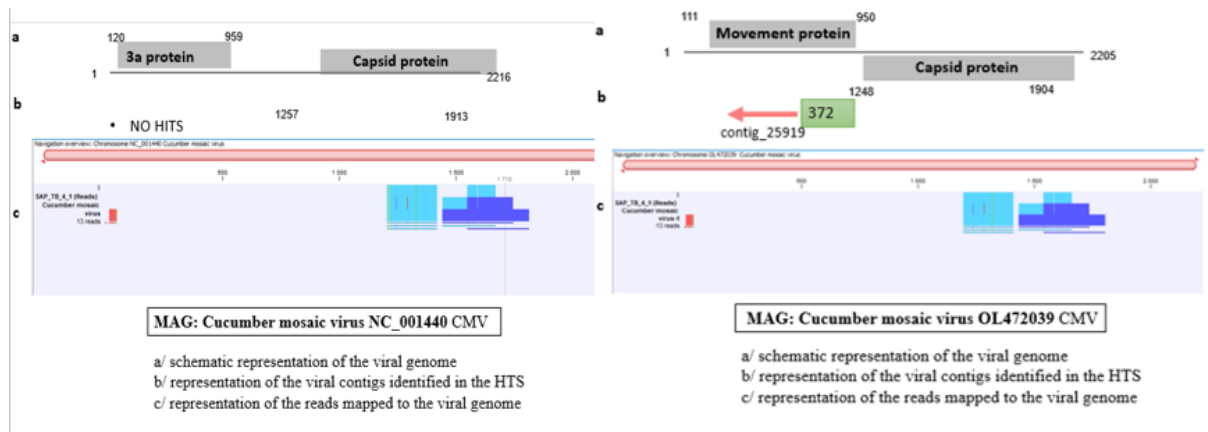 a
120
959
3a protein
Capsid protein
1
2216
b
1257
1913
• NO HITS
Navigation overview: Chromosome NC_001440 Cucumber mosaic virus
500
1 000
1 500
1 710
2 000
c
SAP_TB_4_1 (Reads)
Cucumber mosaic
virus
13 reads
MAG: Cucumber mosaic virus NC_001440 CMV
a/ schematic representation of the viral genome
b/ representation of the viral contigs identified in the HTS
c/ representation of the reads mapped to the viral genome
111
950
a
Movement protein
1
2205
Capsid protein
1248
1904
b
372
contig_25919
Navigation overview: Chromosome OL472039 Cucumber mosaic virus
500
1 000
1 500
2 000
c
SAP_TB_4_1 (Reads)
Cucumber mosaic
virus-1
13 reads
MAG: Cucumber mosaic virus OL472039 CMV
a/ schematic representation of the viral genome
b/ representation of the viral contigs identified in the HTS
c/ representation of the reads mapped to the viral genome